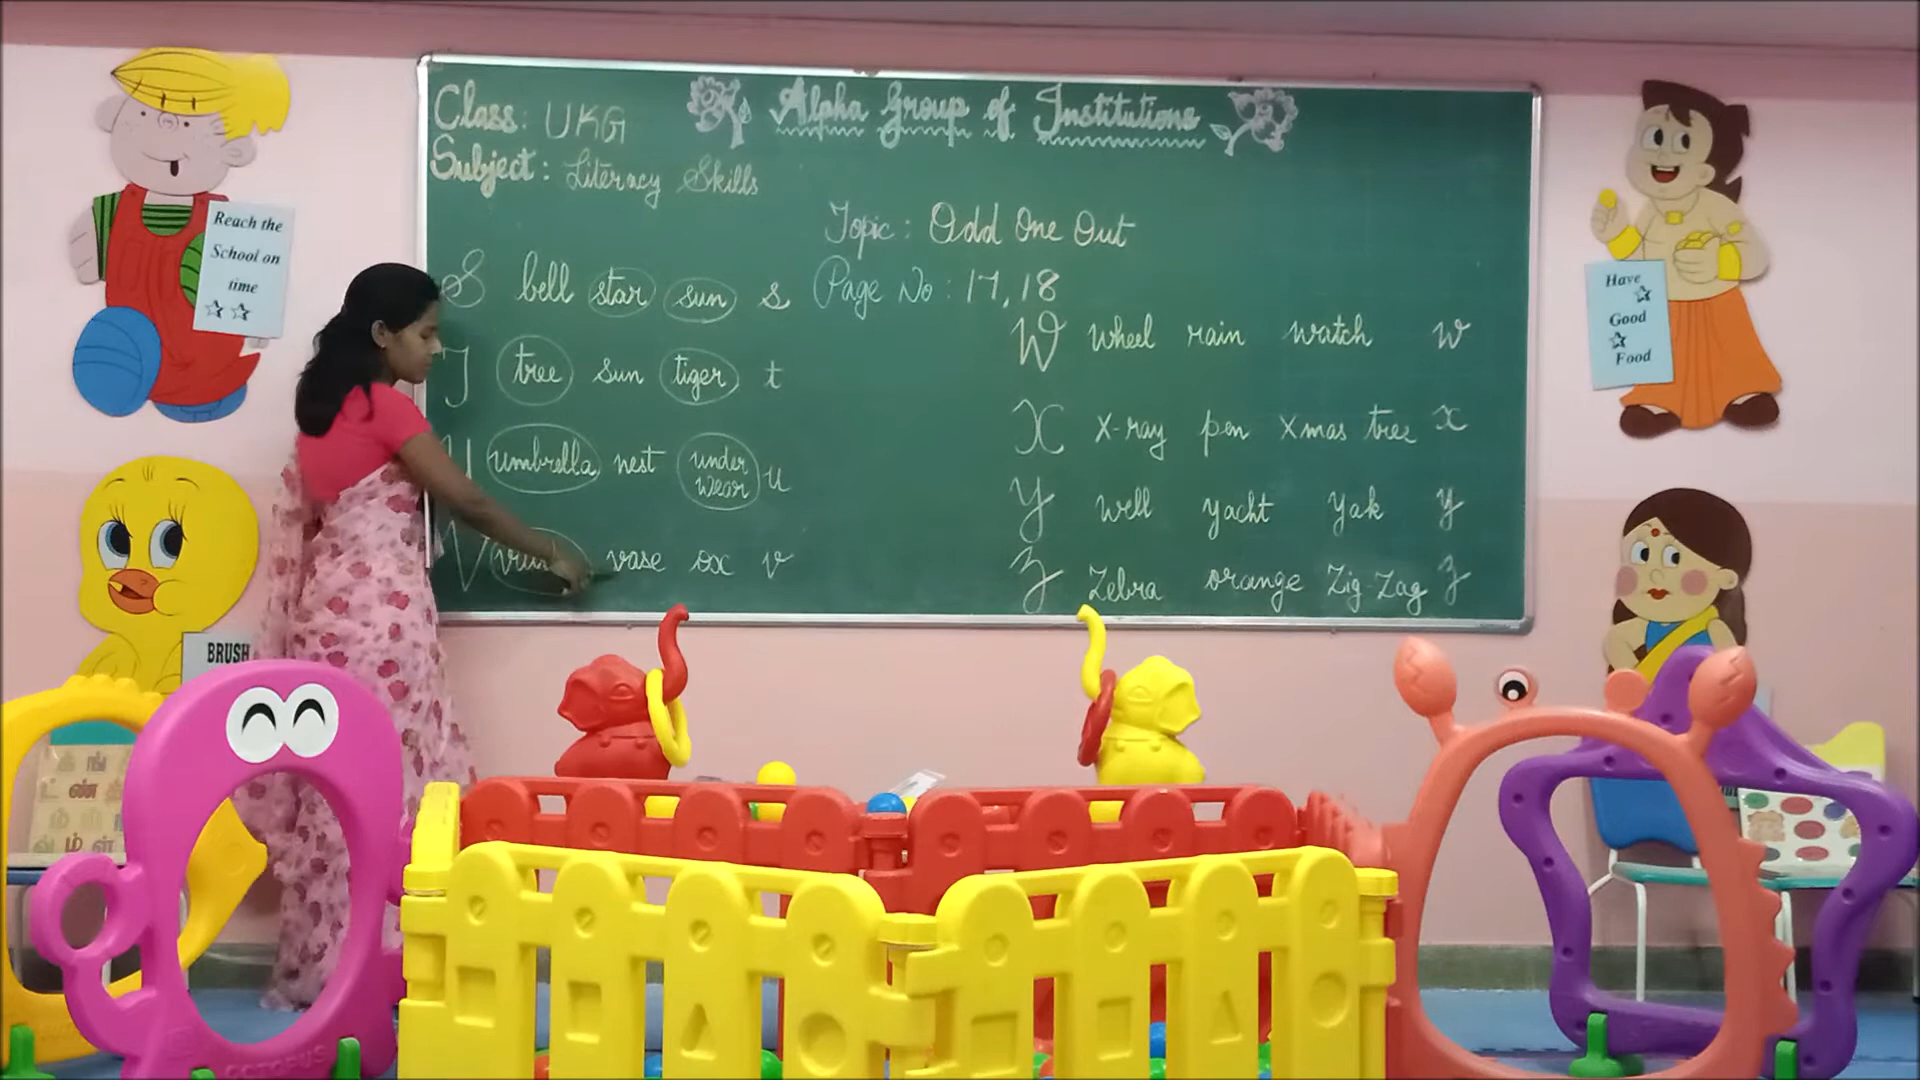 Class: UKG
Alpha Group of Institutions
Subject: Literacy Skills
Topic: Odd One Out
Page No: 17, 18
S bell star sun s
T tree sun tiger t
U umbrella nest under wear u
V vase ox v
W wheel rain watch w
X x-ray pen xmas tree x
Y well yacht yak y
Z Zebra orange Zig-Zag z
Reach the
School on
time
Have
Good
Food
BRUSH
OCTOPUS